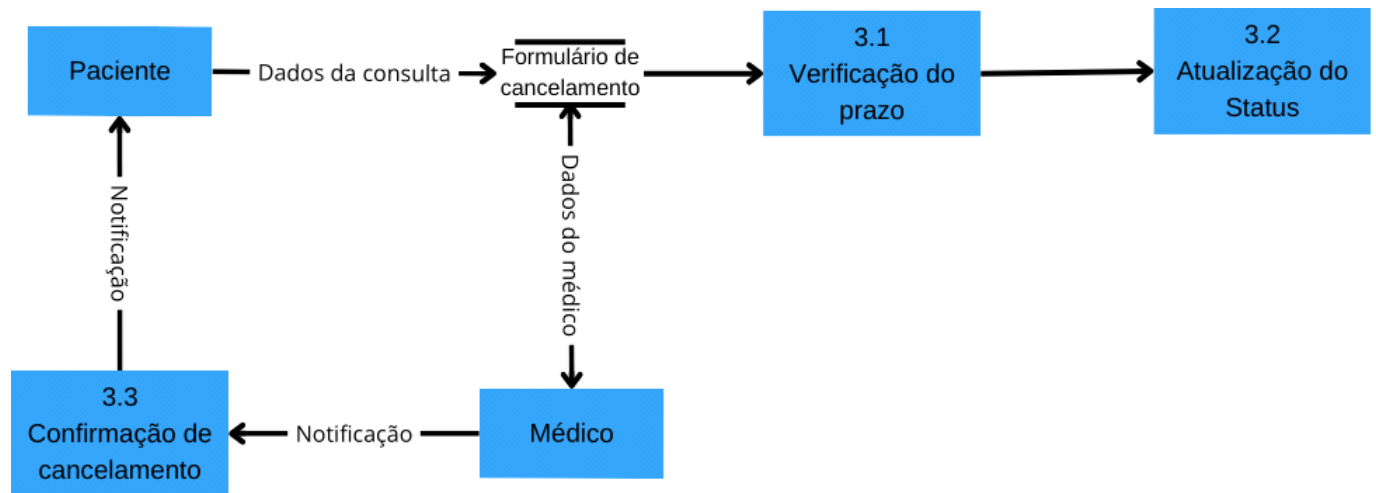 Paciente
Dados da consulta
Formulário de
cancelamento
3.1
Verificação do
prazo
3.2
Atualização do
Status
Notificação
Dados do médico
3.3
Confirmação de
cancelamento
Notificação
Médico